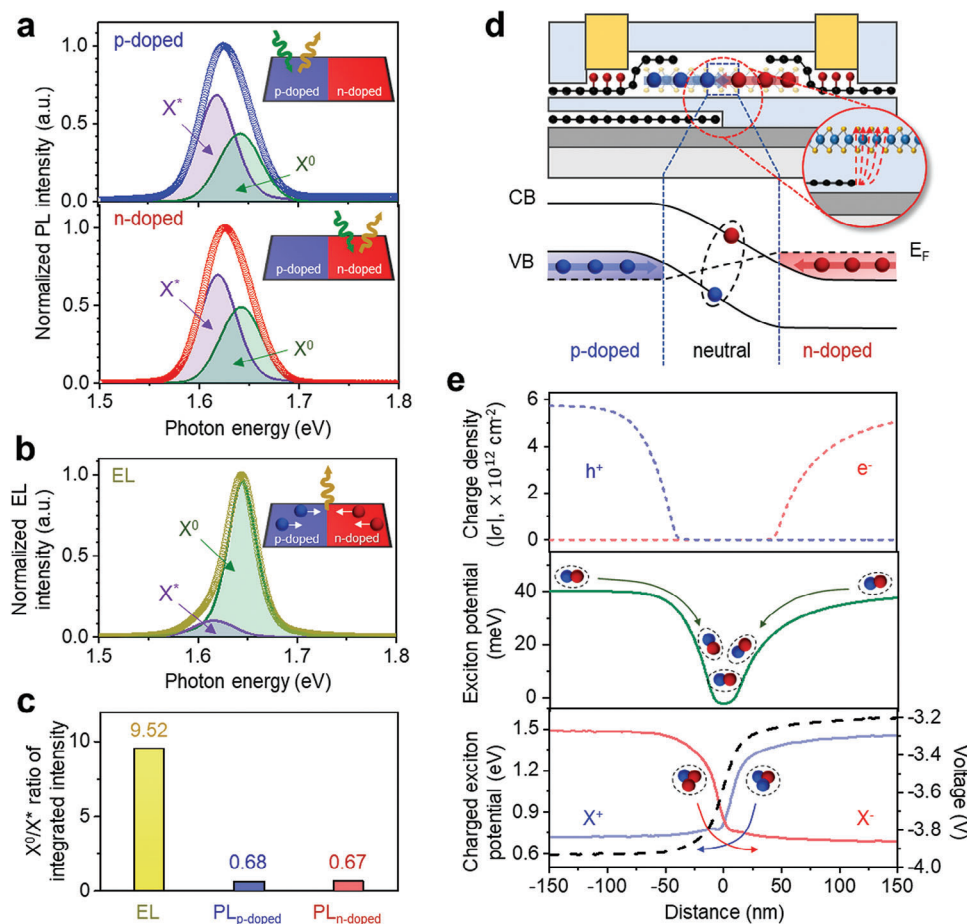 a
p-doped
1.0
0.5
0.0
X*
X⁰
p-doped
n-doped
n-doped
1.0
0.5
0.0
X*
X⁰
p-doped
n-doped
Normalized PL intensity (a.u.)
1.5 1.6 1.7 1.8
Photon energy (eV)
b
EL
1.0
0.5
0.0
X⁰
X*
p-doped
n-doped
Normalized EL
intensity (a.u.)
1.5 1.6 1.7 1.8
Photon energy (eV)
c
X⁰/X* ratio of
integrated intensity
10
5
0
9.52
0.68
0.67
EL PLp-doped PLn-doped
d
CB
VB
E_F
p-doped neutral n-doped
e
Charge density
(|σ|, × 10¹² cm⁻²)
6
4
2
0
h⁺
e⁻
Exciton potential
(meV)
40
20
0
Charged exciton
potential (eV)
1.5
1.2
0.9
0.6
X⁺
X⁻
-3.2
-3.4
-3.6
-3.8
-4.0
Voltage (V)
-150 -100 -50 0 50 100 150
Distance (nm)